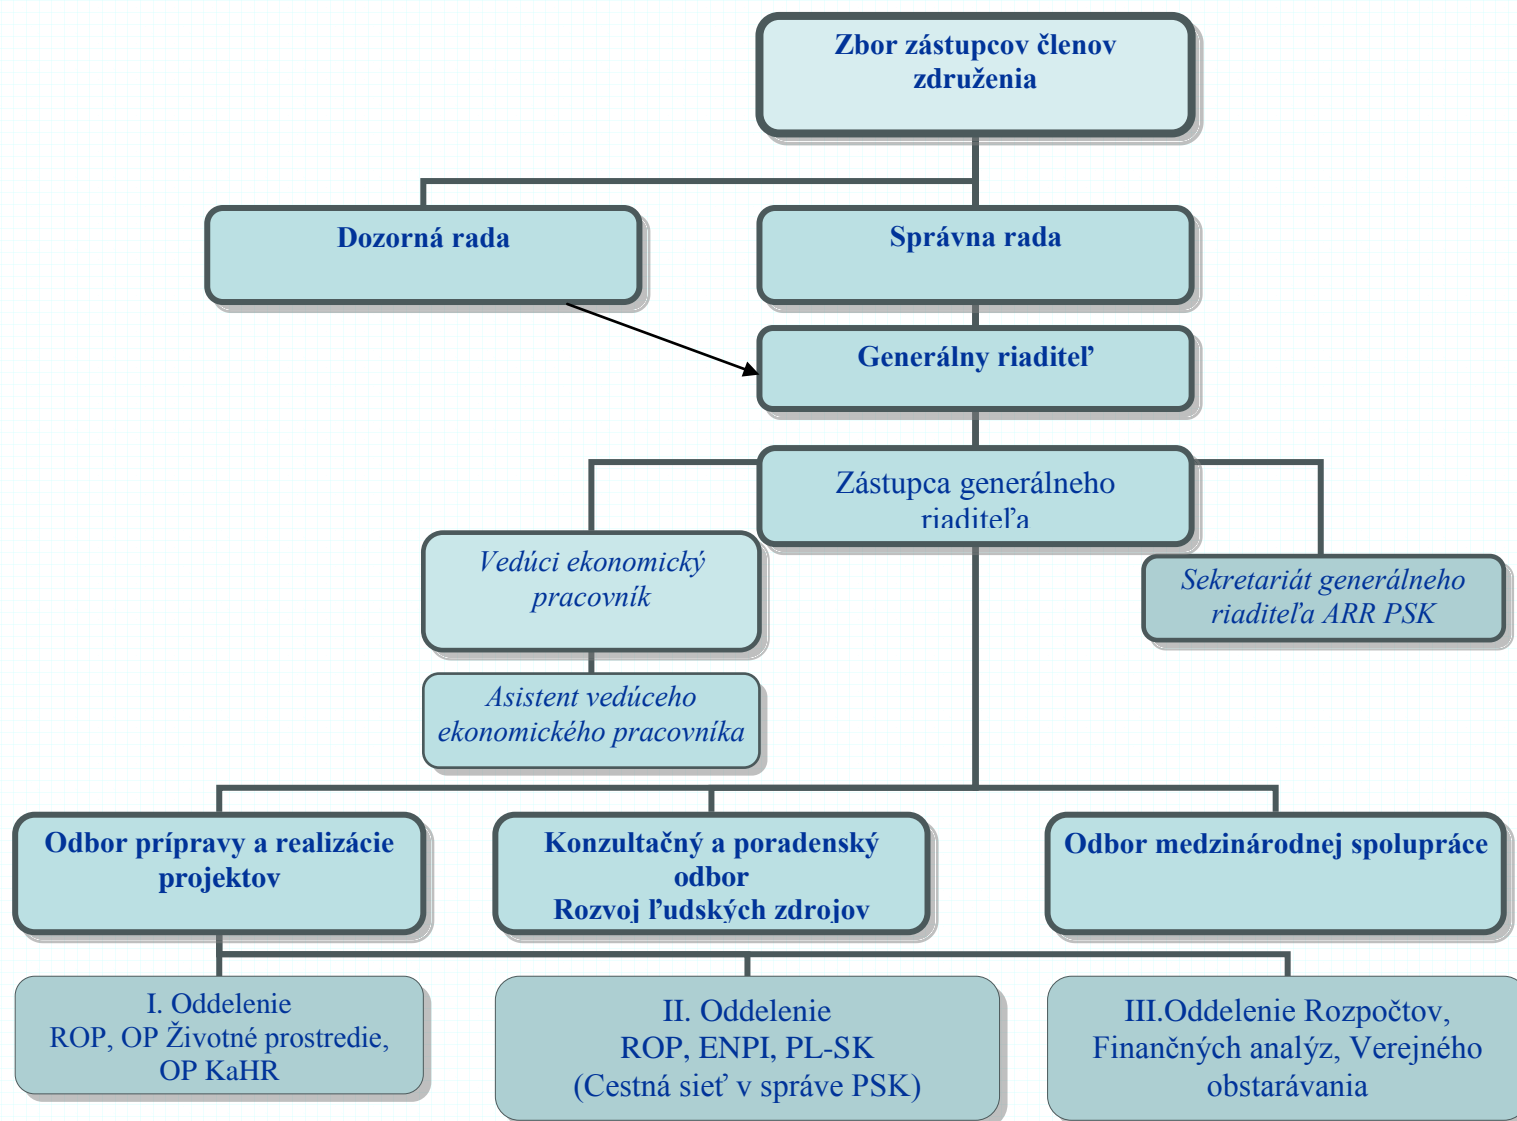 Zbor zástupcov členov
združenia
Dozorná rada
Správna rada
Generálny riaditeľ
Zástupca generálneho
riaditeľa
Vedúci ekonomický
pracovník
Sekretariát generálneho
riaditeľa ARR PSK
Asistent vedúceho
ekonomického pracovníka
Odbor prípravy a realizácie
projektov
Konzultačný a poradenský
odbor
Rozvoj ľudských zdrojov
Odbor medzinárodnej spolupráce
I. Oddelenie
ROP, OP Životné prostredie,
OP KaHR
II. Oddelenie
ROP, ENPI, PL-SK
(Cestná sieť v správe PSK)
III.Oddelenie Rozpočtov,
Finančných analýz, Verejného
obstarávania